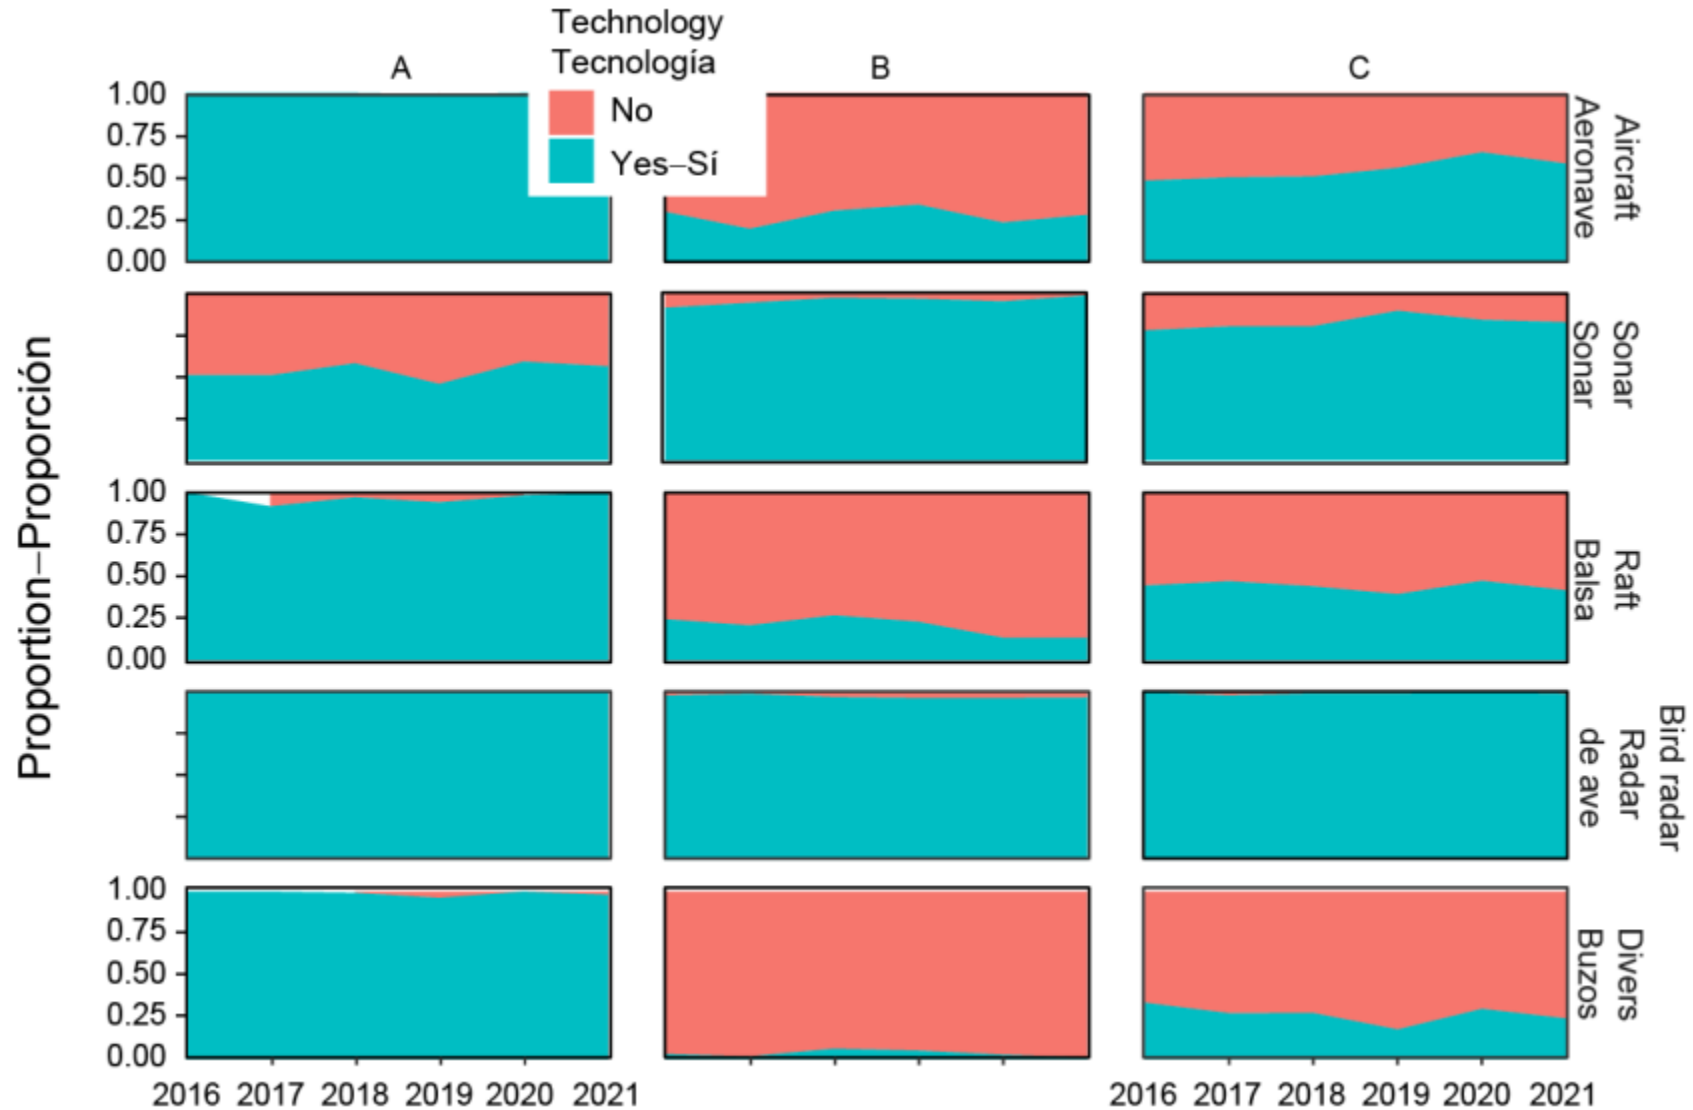 Technology
Tecnología
No
Yes–Sí
A
B
C
1.00
0.75
0.50
0.25
0.00
Aircraft
Aeronave
Sonar
Sonar
1.00
0.75
0.50
0.25
0.00
Raft
Balsa
Bird radar
Radar
de ave
1.00
0.75
0.50
0.25
0.00
Divers
Buzos
Proportion–Proporción
2016 2017 2018 2019 2020 2021
2016 2017 2018 2019 2020 2021